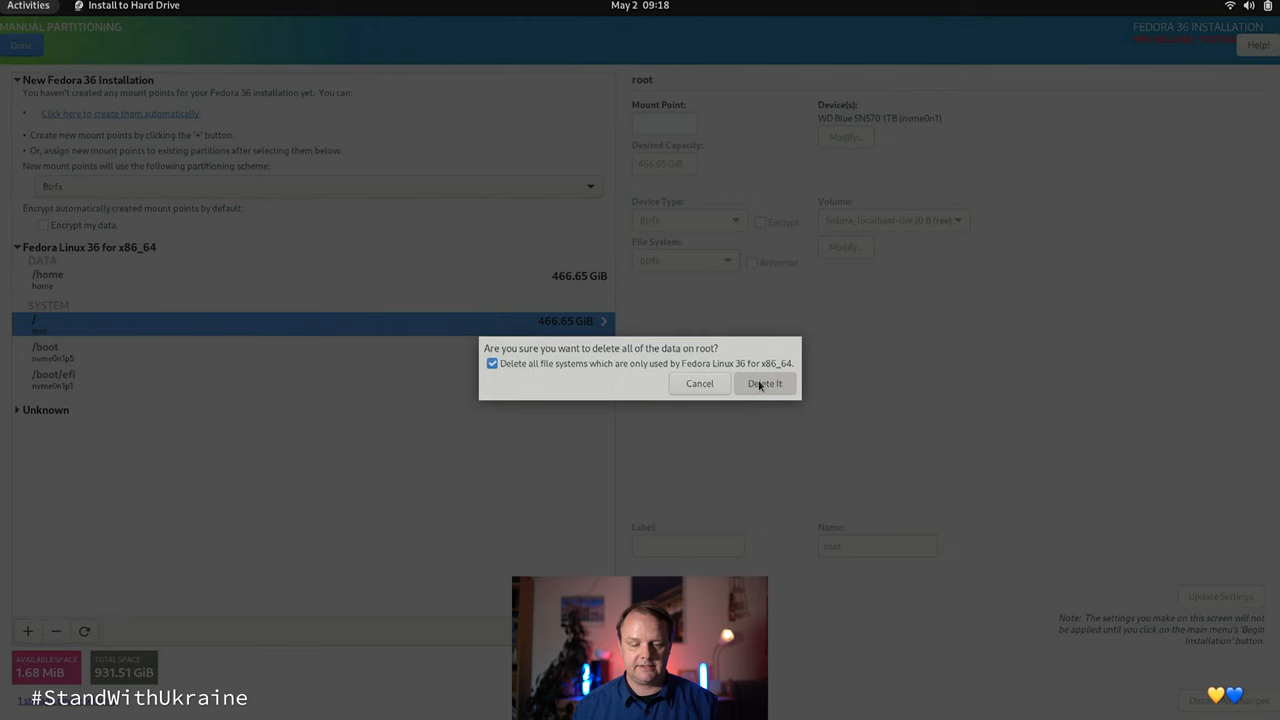 Activities Install to Hard Drive May 2 09:18
MANUAL PARTITIONING FEDORA 36 INSTALLATION
Done Help!
New Fedora 36 Installation
You haven't created any mount points for your Fedora 36 installation yet. You can:
• Click here to create them automatically.
• Create new mount points by clicking the '+' button.
• Or, assign new mount points to existing partitions after selecting them below.
New mount points will use the following partitioning scheme:
Btrfs
Encrypt automatically created mount points by default:
Encrypt my data.
Fedora Linux 36 for x86_64
DATA
/home 466.65 GiB
home
SYSTEM
/ 466.65 GiB
root
/boot
nvme0n1p5
/boot/efi
nvme0n1p1
Unknown
root
Mount Point: Device(s):
WD Blue SN570 1TB (nvme0n1)
Modify...
Desired Capacity:
466.65 GiB
Device Type: Volume:
Btrfs Encrypt fedora_localhost-live (0 B free)
File System: Modify...
btrfs Reformat
Are you sure you want to delete all of the data on root?
Delete all file systems which are only used by Fedora Linux 36 for x86_64.
Cancel Delete It
Label: Name:
root
Update Settings
Note: The settings you make on this screen will not
be applied until you click on the main menu's 'Begin
Installation' button.
+ −
AVAILABLE SPACE TOTAL SPACE
1.68 MiB 931.51 GiB
#StandWithUkraine